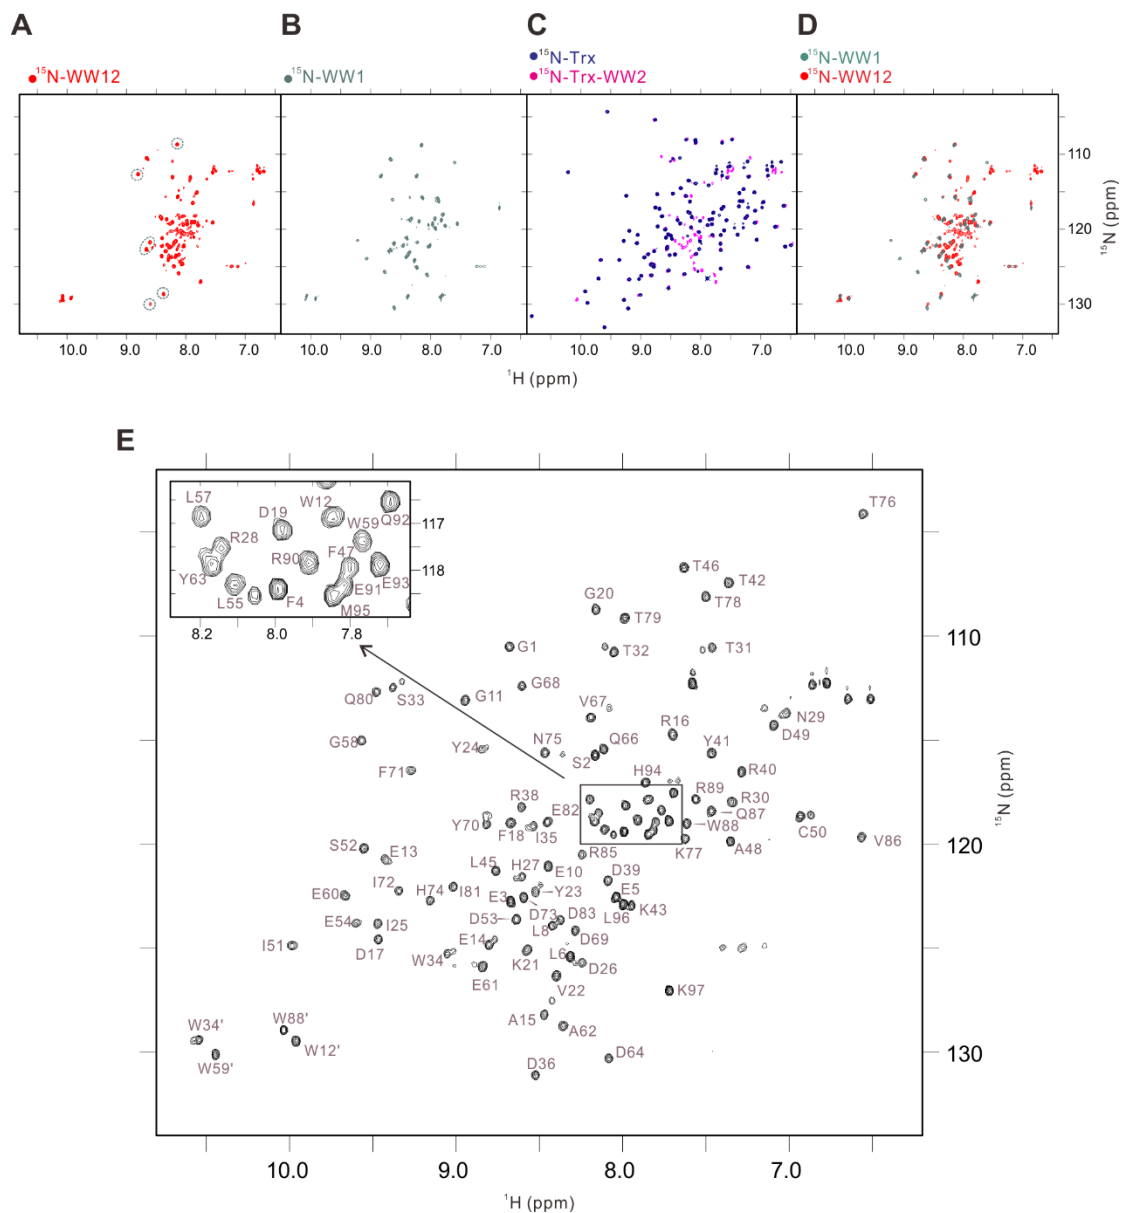 A
B
C
D
15N-WW12
15N-WW1
15N-Trx
15N-Trx-WW2
15N-WW1
15N-WW12
110
120
130
15N (ppm)
10.0 9.0 8.0 7.0
10.0 9.0 8.0 7.0
10.0 9.0 8.0 7.0
10.0 9.0 8.0 7.0
1H (ppm)
E
L57
D19
W12
Q92
R28
R90
W59
F47
Y63
E93
L55
F4
E91
M95
117
118
8.2 8.0 7.8
T76
T46
T42
T78
G20
T79
G1
T32
T31
Q80
S33
G11
G68
V67
N29
R16
D49
G58
Y24
N75
S2
Q66
Y41
F71
H94
R40
R38
R89
R30
Y70
F18
E82
I35
Q87
W88
K77
A48
C50
V86
S52
E13
L45
E10
R85
H27
D39
E60
I72
H74
I81
E3
Y23
E5
K43
L96
E54
I25
D53
D73
D83
L8
D69
I51
D17
E14
W34
K21
L6
D26
E61
V22
K97
A15
A62
W34'
W88'
W59'
W12'
D64
D36
110
120
130
15N (ppm)
10.0 9.0 8.0 7.0
1H (ppm)